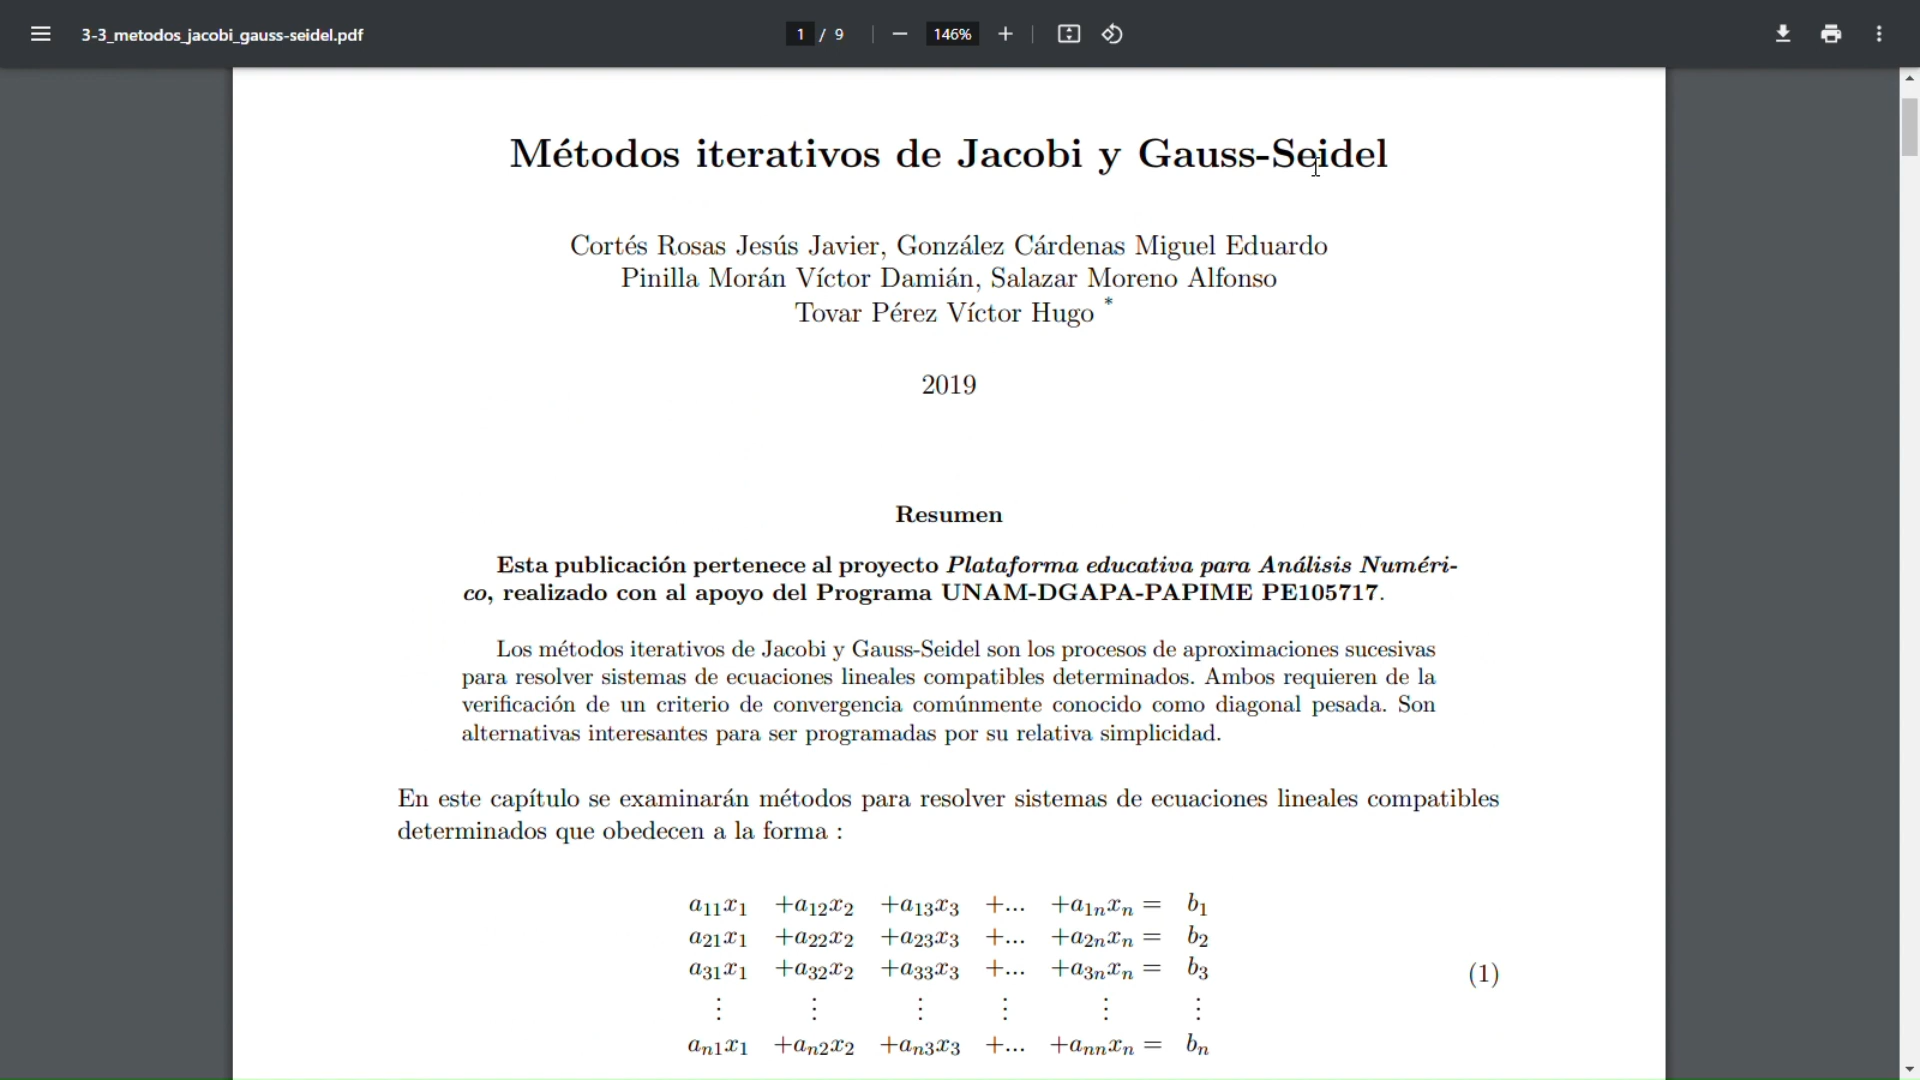 3-3_metodos_jacobi_gauss-seidel.pdf
1 / 9
146%
Métodos iterativos de Jacobi y Gauss-Seidel
Cortés Rosas Jesús Javier, González Cárdenas Miguel Eduardo
Pinilla Morán Víctor Damián, Salazar Moreno Alfonso
Tovar Pérez Víctor Hugo *
2019
Resumen
Esta publicación pertenece al proyecto Plataforma educativa para Análisis Numéri-
co, realizado con al apoyo del Programa UNAM-DGAPA-PAPIME PE105717.
Los métodos iterativos de Jacobi y Gauss-Seidel son los procesos de aproximaciones sucesivas
para resolver sistemas de ecuaciones lineales compatibles determinados. Ambos requieren de la
verificación de un criterio de convergencia comúnmente conocido como diagonal pesada. Son
alternativas interesantes para ser programadas por su relativa simplicidad.
En este capítulo se examinarán métodos para resolver sistemas de ecuaciones lineales compatibles
determinados que obedecen a la forma :
a₁₁x₁ +a₁₂x₂ +a₁₃x₃ +... +a₁ₙxₙ = b₁
a₂₁x₁ +a₂₂x₂ +a₂₃x₃ +... +a₂ₙxₙ = b₂
a₃₁x₁ +a₃₂x₂ +a₃₃x₃ +... +a₃ₙxₙ = b₃
(1)
⋮ ⋮ ⋮ ⋮ ⋮ ⋮
aₙ₁x₁ +aₙ₂x₂ +aₙ₃x₃ +... +aₙₙxₙ = bₙ